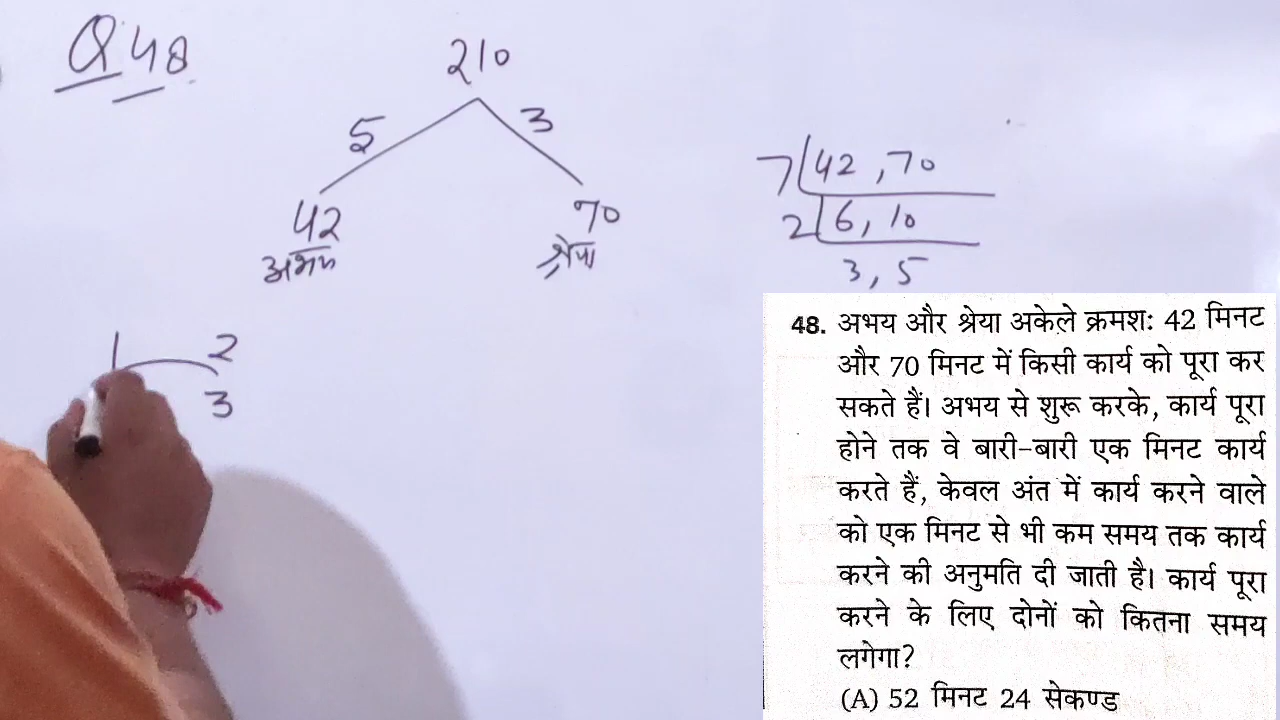 Q 48
210
5 3
42 70
अभय श्रेया
7 42, 70
2 6, 10
3, 5
1 2
3
48. अभय और श्रेया अकेले क्रमशः 42 मिनट
और 70 मिनट में किसी कार्य को पूरा कर
सकते हैं। अभय से शुरू करके, कार्य पूरा
होने तक वे बारी-बारी एक मिनट कार्य
करते हैं, केवल अंत में कार्य करने वाले
को एक मिनट से भी कम समय तक कार्य
करने की अनुमति दी जाती है। कार्य पूरा
करने के लिए दोनों को कितना समय
लगेगा?
(A) 52 मिनट 24 सेकण्ड